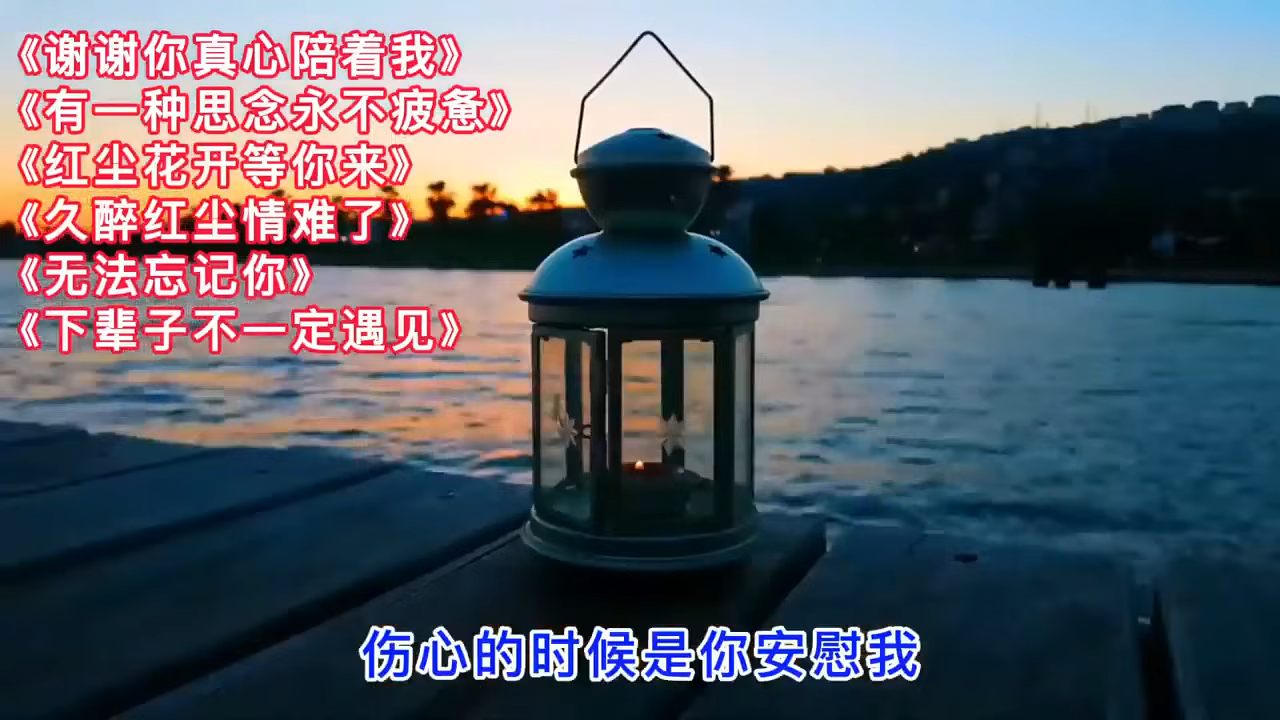 《谢谢你真心陪着我》
《有一种思念永不疲惫》
《红尘花开等你来》
《久醉红尘情难了》
《无法忘记你》
《下辈子不一定遇见》
伤心的时候是你安慰我